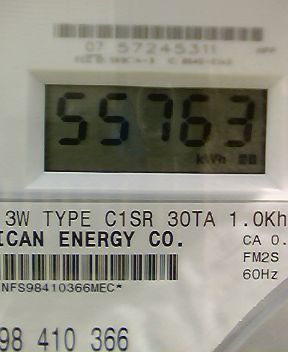 07 57245311
55763
kWh
3W TYPE C1SR 30TA 1.0Kh
ICAN ENERGY CO.
CA 0.
FM2S
60Hz
NFS98410366MEC*
98 410 366